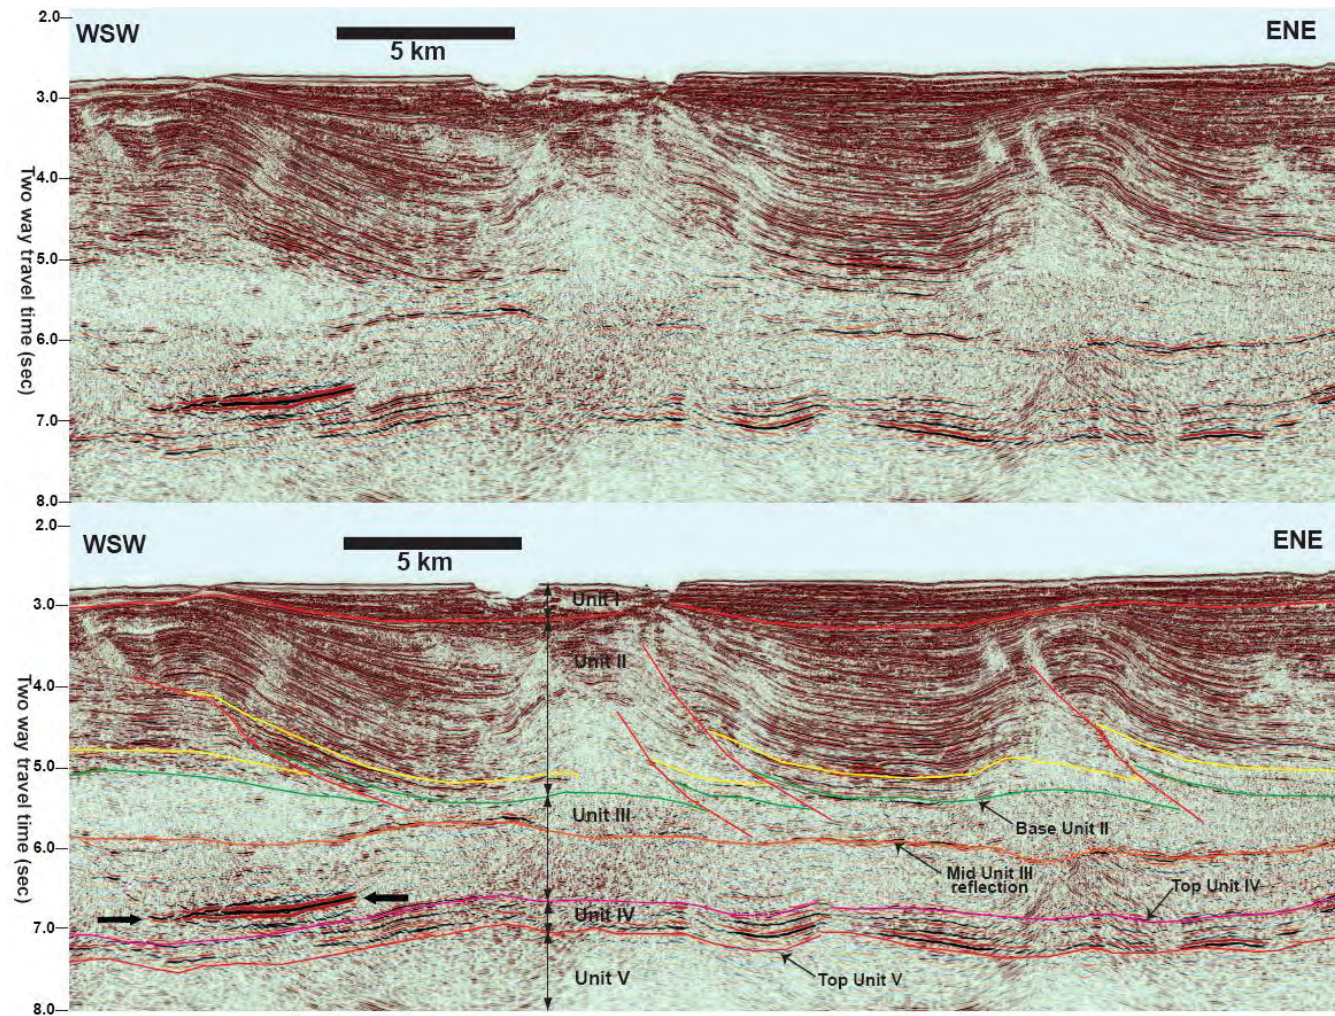 2.0
WSW
ENE
5 km
3.0
4.0
5.0
6.0
7.0
8.0
Two way travel time (sec)
2.0
WSW
ENE
5 km
3.0
4.0
5.0
6.0
7.0
8.0
Two way travel time (sec)
Unit I
Unit II
Unit III
Base Unit II
Mid Unit III
reflection
Top Unit IV
Unit IV
Unit V
Top Unit V